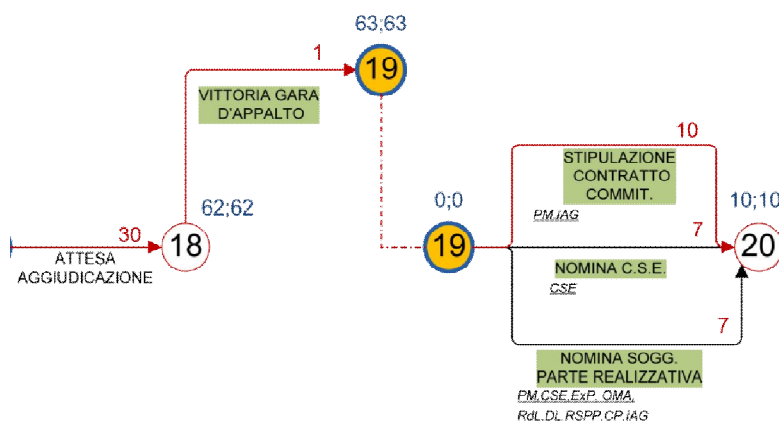 63;63
1
19
VITTORIA GARA
D'APPALTO
10
STIPULAZIONE
CONTRATTO
COMMIT.
62;62
0;0
10;10
PM,IAG
30
18
19
7
20
ATTESA
AGGIUDICAZIONE
NOMINA C.S.E.
CSE
7
NOMINA SOGG.
PARTE REALIZZATIVA
PM,CSE,ExP, OMA,
RdL,DL,RSPP,CP,IAG